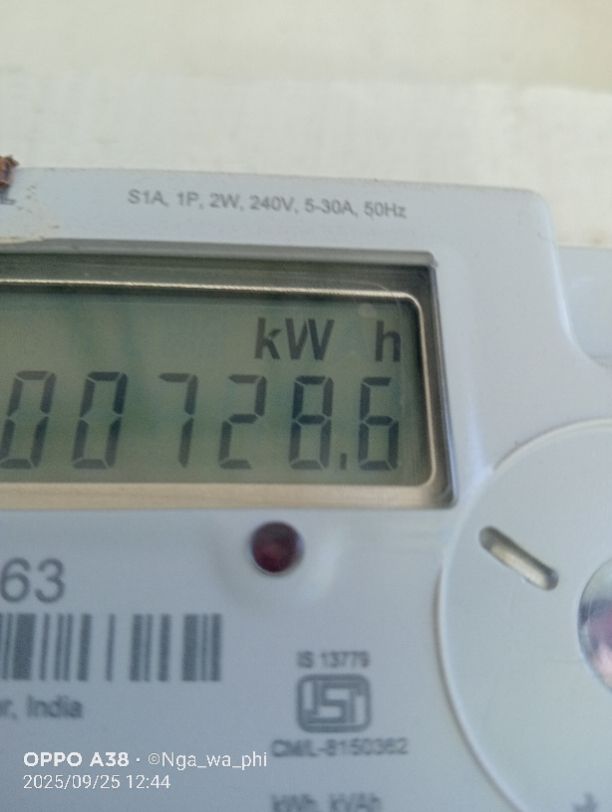 S1A, 1P, 2W, 240V, 5-30A, 50Hz
kW h
00728.6
63
IS 13779
ISI
r, India
CM/L-8150362
kWh, kVAh
OPPO A38 · ©Nga_wa_phi
2025/09/25 12:44